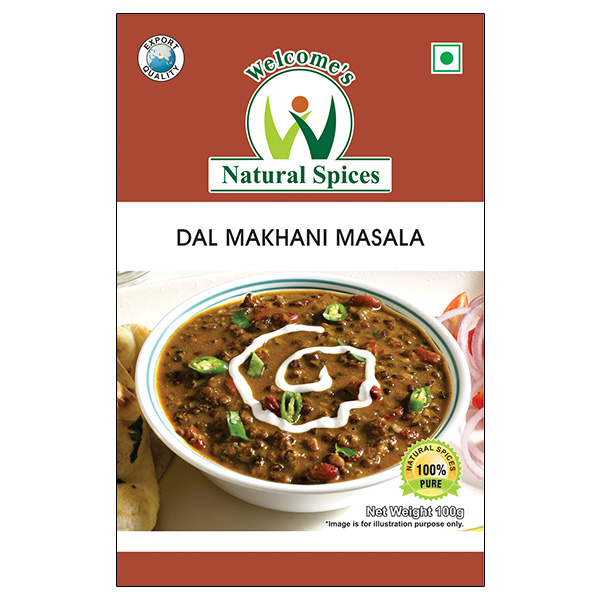 EXPORT
QUALITY
Welcome's
Natural Spices
DAL MAKHANI MASALA
NATURAL SPICES
100%
PURE
Net Weight 100g
*Image is for illustration purpose only.